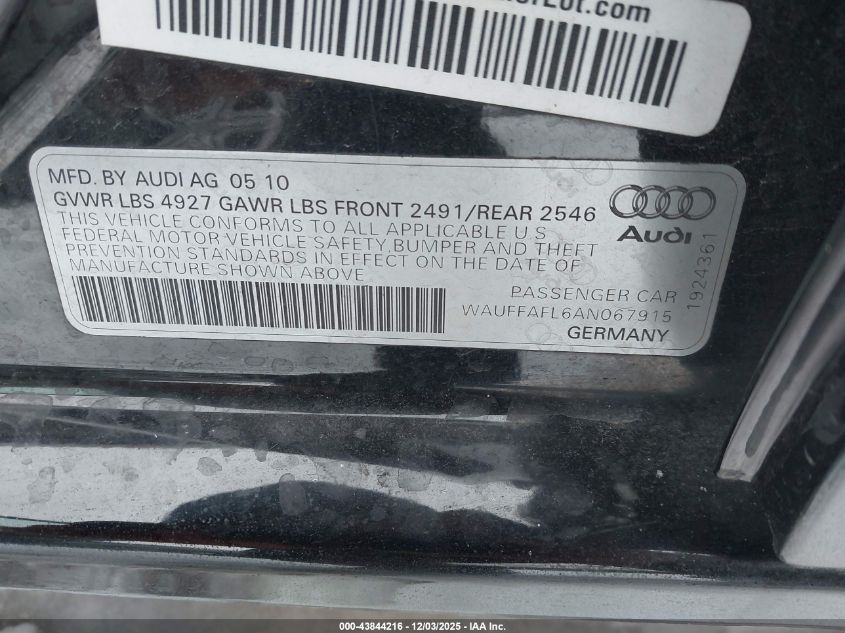 Lot.com
MFD. BY AUDI AG 05 10
GVWR LBS 4927 GAWR LBS FRONT 2491/REAR 2546
THIS VEHICLE CONFORMS TO ALL APPLICABLE U S
FEDERAL MOTOR VEHICLE SAFETY, BUMPER AND THEFT
PREVENTION STANDARDS IN EFFECT ON THE DATE OF
MANUFACTURE SHOWN ABOVE
Audi
1924361
PASSENGER CAR
WAUFFAFL6AN067915
GERMANY
000-43844216 - 12/03/2025 - IAA Inc.